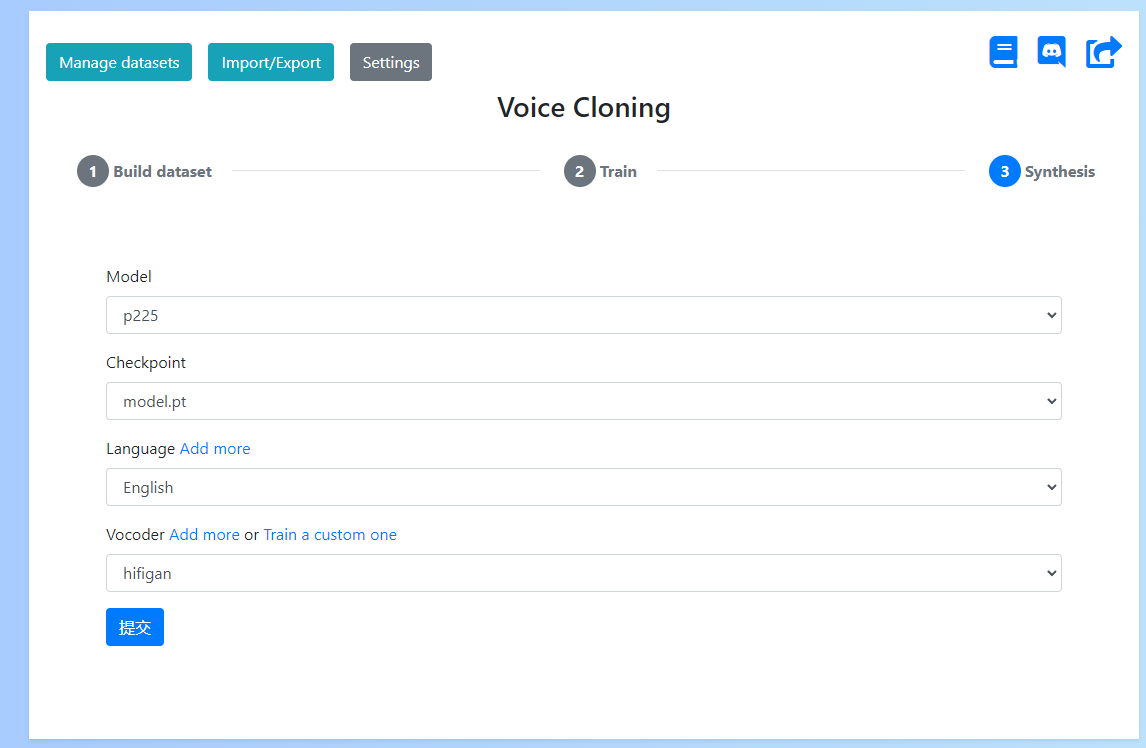 Manage datasets Import/Export Settings
Voice Cloning
1 Build dataset 2 Train 3 Synthesis
Model
p225
Checkpoint
model.pt
Language Add more
English
Vocoder Add more or Train a custom one
hifigan
提交